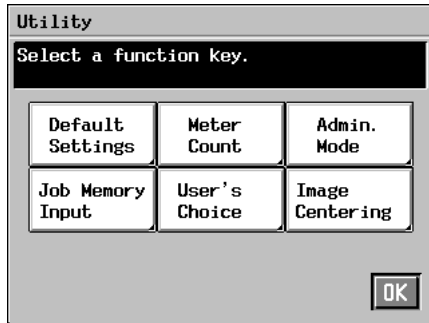 Utility
Select a function key.
Default Settings
Meter Count
Admin. Mode
Job Memory Input
User's Choice
Image Centering
OK